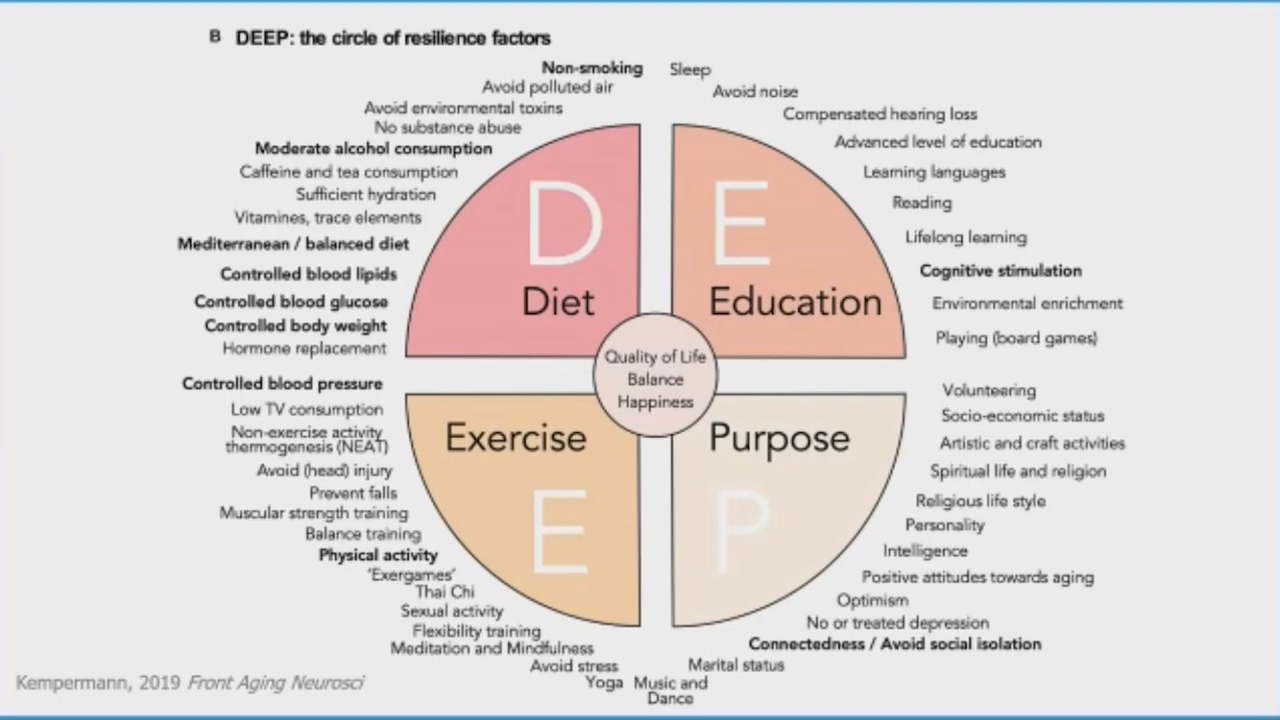 B DEEP: the circle of resilience factors
Non-smoking
Avoid polluted air
Avoid environmental toxins
No substance abuse
Moderate alcohol consumption
Caffeine and tea consumption
Sufficient hydration
Vitamines, trace elements
Mediterranean / balanced diet
Controlled blood lipids
Controlled blood glucose
Controlled body weight
Hormone replacement
D
Diet
Sleep
Avoid noise
Compensated hearing loss
Advanced level of education
Learning languages
Reading
Lifelong learning
Cognitive stimulation
Environmental enrichment
Playing (board games)
E
Education
Quality of Life
Balance
Happiness
Controlled blood pressure
Low TV consumption
Non-exercise activity
thermogenesis (NEAT)
Avoid (head) injury
Prevent falls
Muscular strength training
Balance training
Physical activity
'Exergames'
Thai Chi
Sexual activity
Flexibility training
Meditation and Mindfulness
Avoid stress
Yoga
Exercise
E
Purpose
P
Volunteering
Socio-economic status
Artistic and craft activities
Spiritual life and religion
Religious life style
Personality
Intelligence
Positive attitudes towards aging
Optimism
No or treated depression
Connectedness / Avoid social isolation
Marital status
Music and
Dance
Kempermann, 2019 Front Aging Neurosci